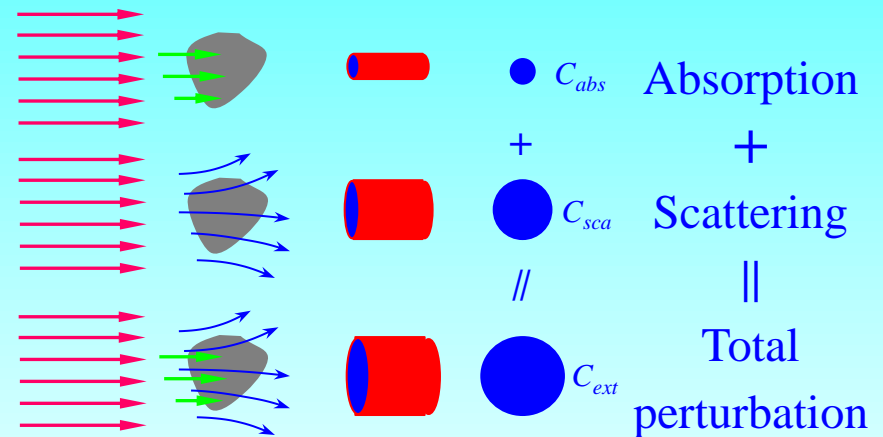 C_abs Absorption
+ +
C_sca Scattering
// ||
Total
C_ext
perturbation